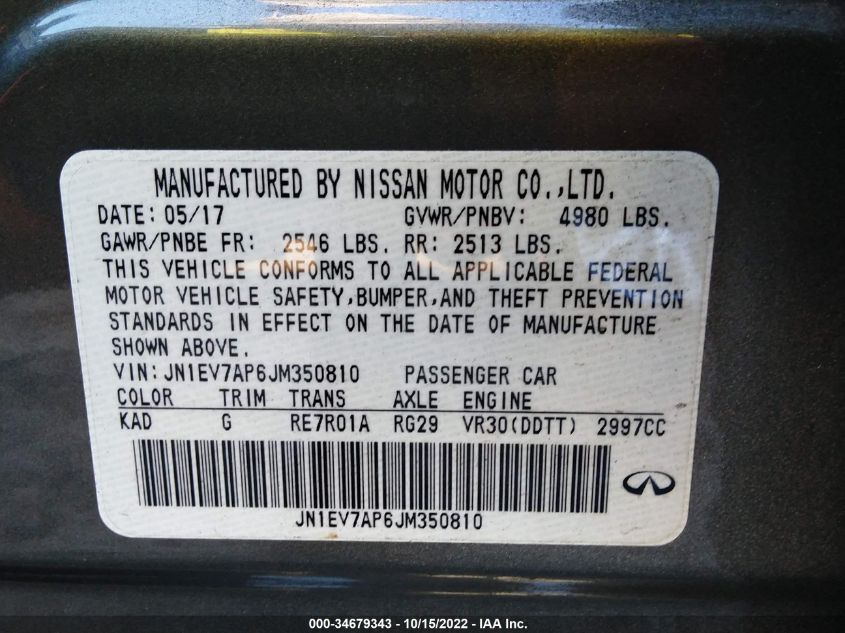 MANUFACTURED BY NISSAN MOTOR CO.,LTD.
DATE: 05/17 GVWR/PNBV: 4980 LBS.
GAWR/PNBE FR: 2546 LBS. RR: 2513 LBS.
THIS VEHICLE CONFORMS TO ALL APPLICABLE FEDERAL
MOTOR VEHICLE SAFETY,BUMPER,AND THEFT PREVENTION
STANDARDS IN EFFECT ON THE DATE OF MANUFACTURE
SHOWN ABOVE.
VIN:JN1EV7AP6JM350810 PASSENGER CAR
COLOR TRIM TRANS AXLE ENGINE
KAD G RE7R01A RG29 VR30(DDTT) 2997CC
JN1EV7AP6JM350810
000-34679343 - 10/15/2022 - IAA Inc.